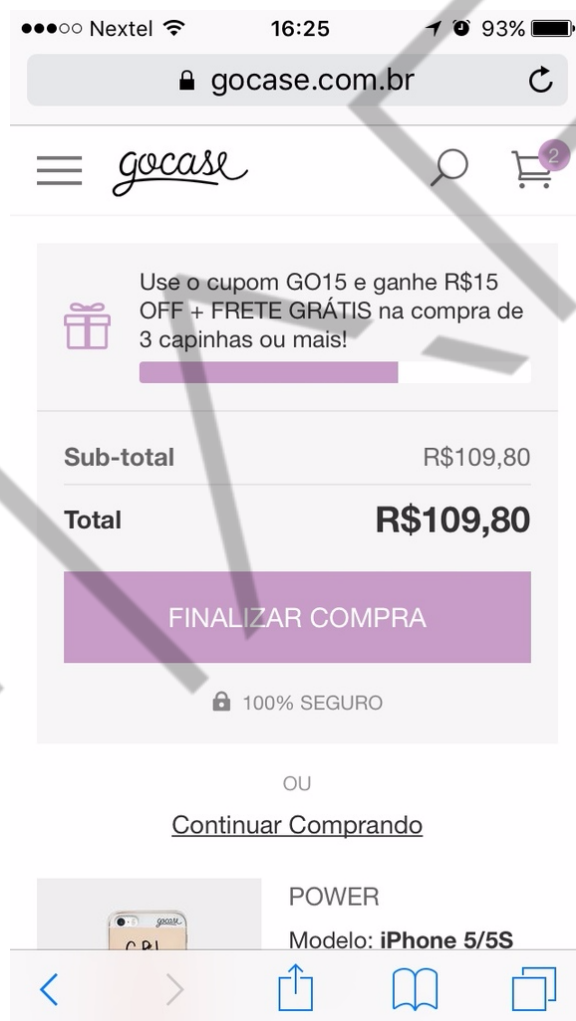 Nextel 16:25 93%
gocase.com.br
gocase 2
Use o cupom GO15 e ganhe R$15
OFF + FRETE GRÁTIS na compra de
3 capinhas ou mais!
Sub-total R$109,80
Total R$109,80
FINALIZAR COMPRA
100% SEGURO
OU
Continuar Comprando
POWER
gocase
Modelo: iPhone 5/5S